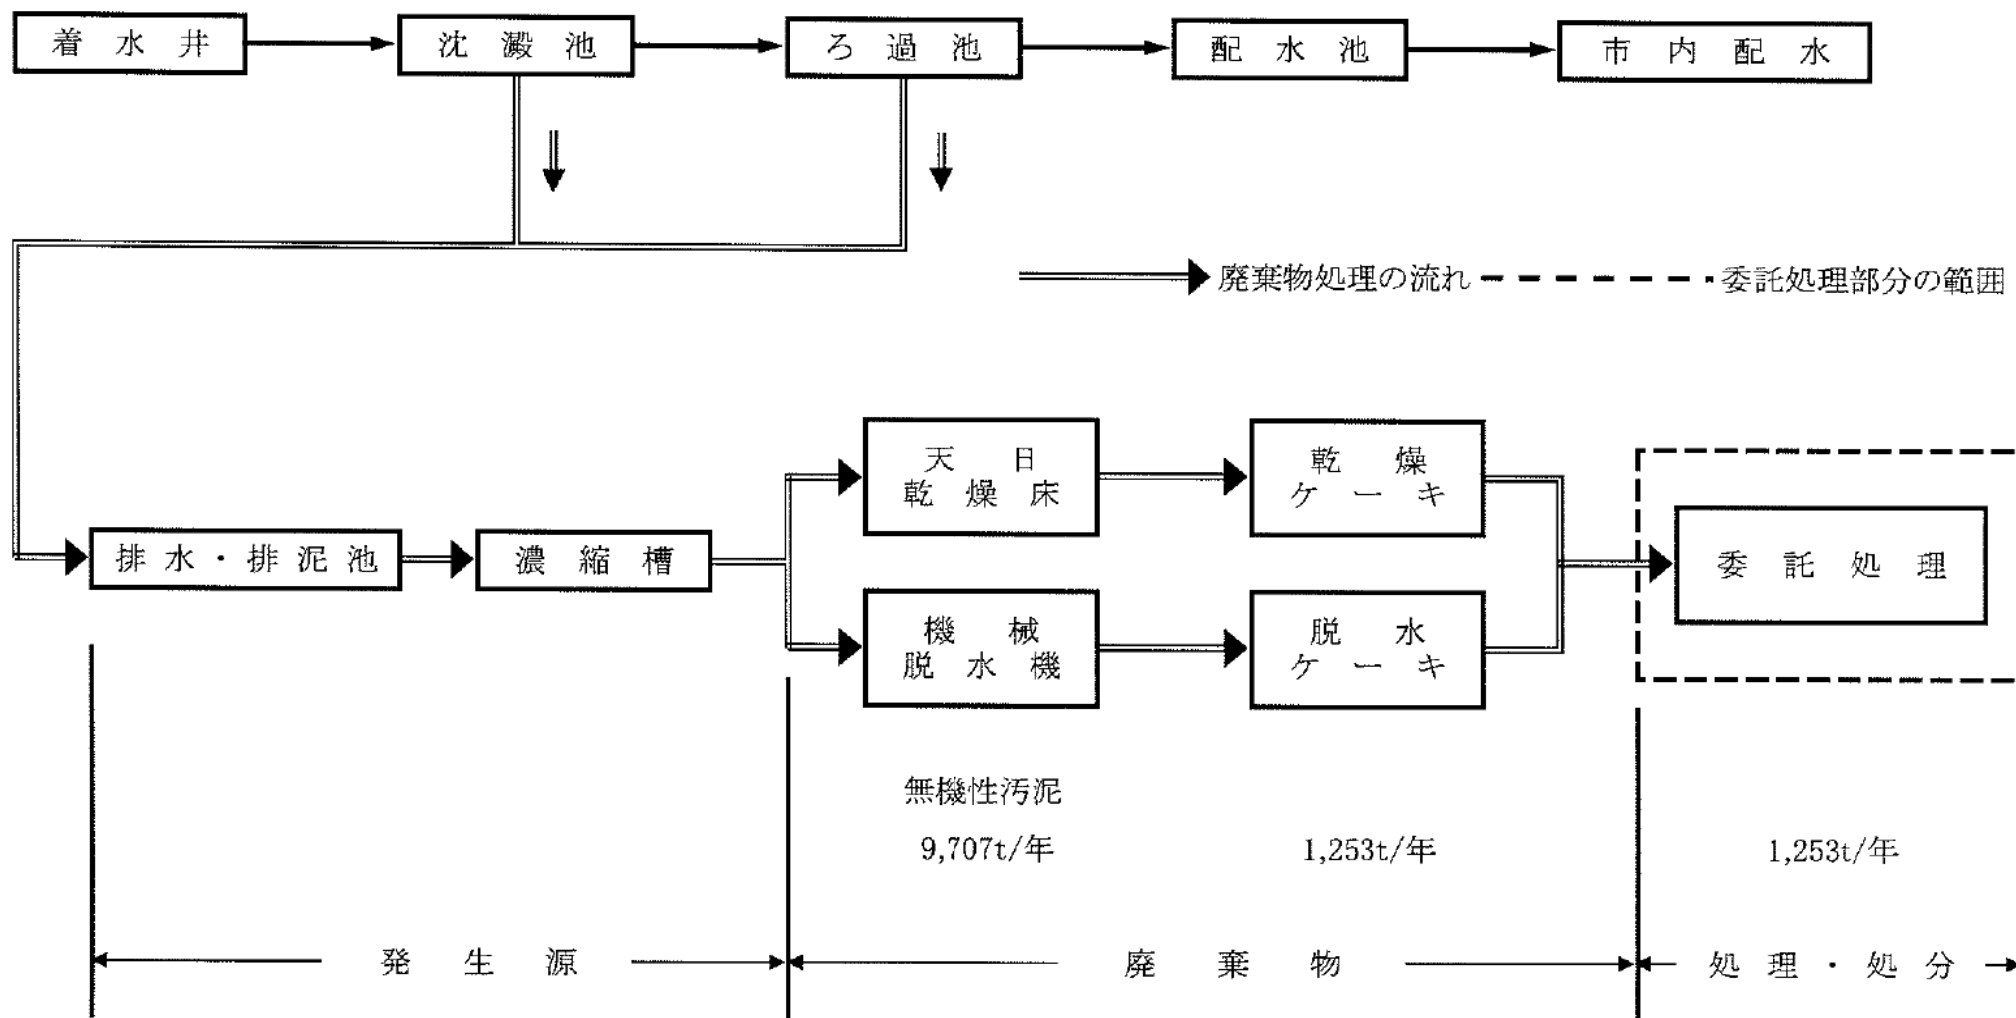 着水井
沈澱池
ろ過池
配水池
市内配水
廃棄物処理の流れ
委託処理部分の範囲
排水・排泥池
濃縮槽
天日
乾燥床
乾燥
ケーキ
機械
脱水機
脱水
ケーキ
委託処理
無機性汚泥
9,707t/年
1,253t/年
1,253t/年
発生源
廃棄物
処理・処分